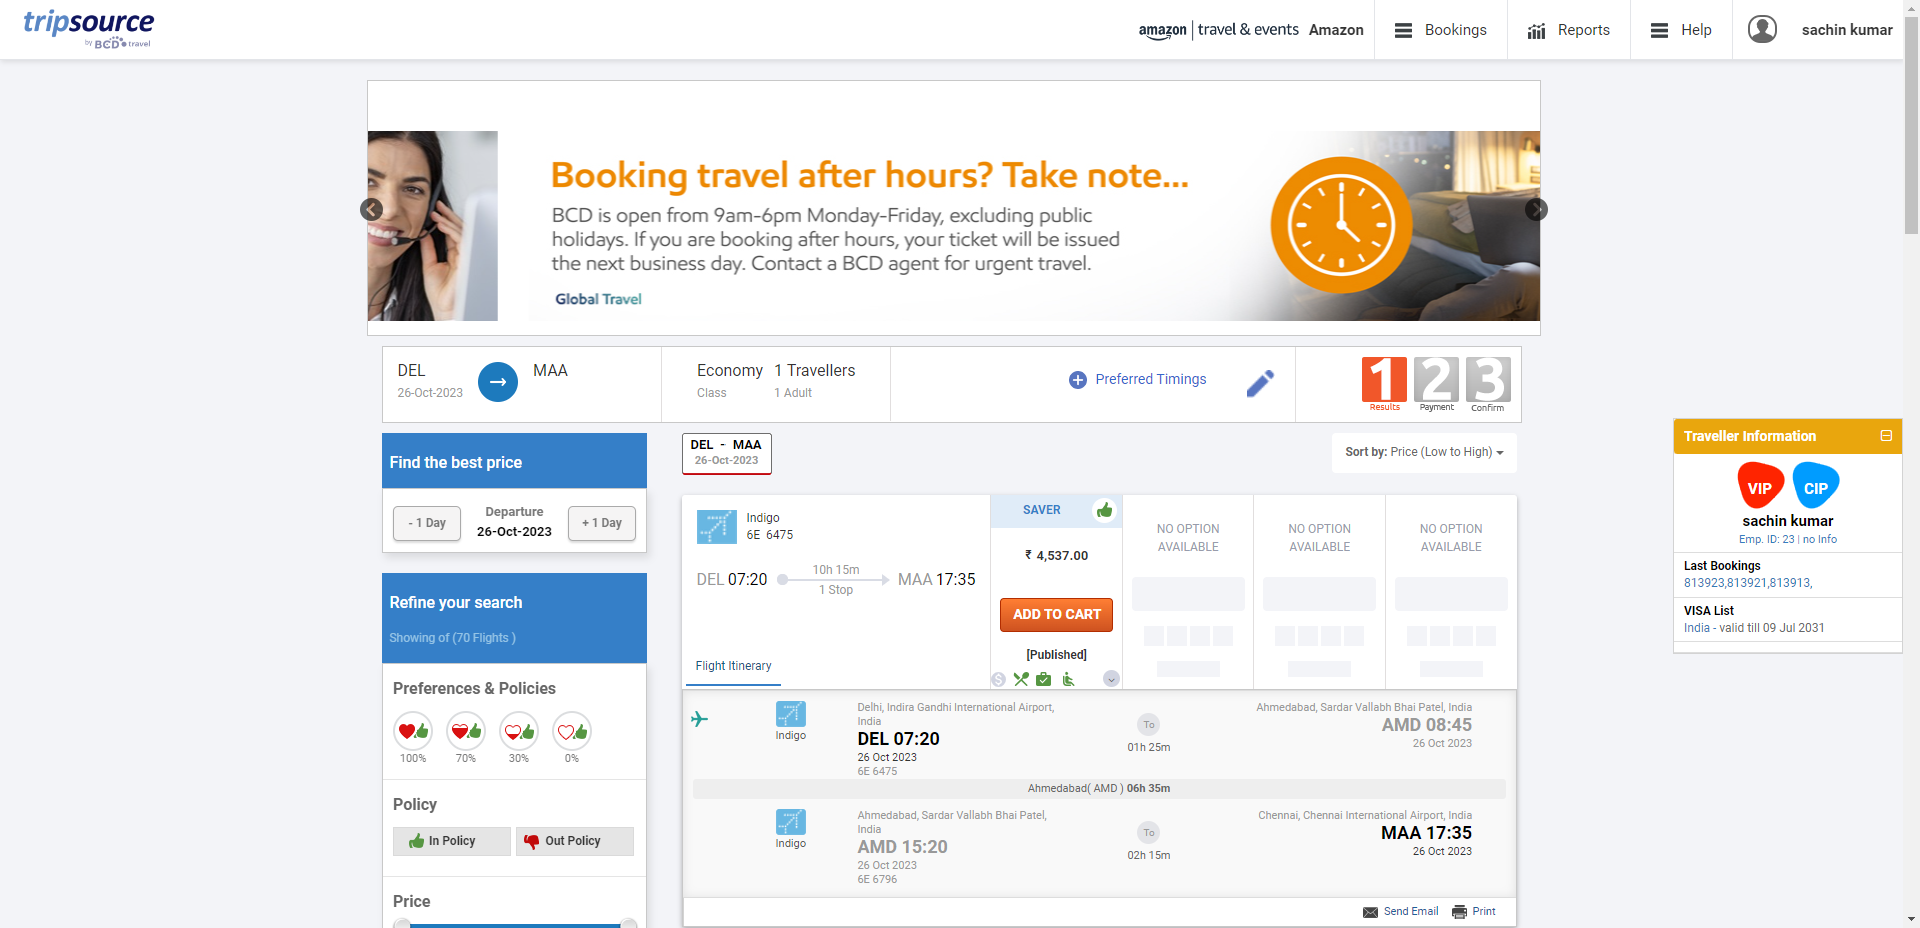 tripsource
by BCD travel
amazon | travel & events Amazon
Bookings
Reports
Help
sachin kumar
Booking travel after hours? Take note...
BCD is open from 9am-6pm Monday-Friday, excluding public
holidays. If you are booking after hours, your ticket will be issued
the next business day. Contact a BCD agent for urgent travel.
Global Travel
DEL
26-Oct-2023
MAA
Economy
Class
1 Travellers
1 Adult
Preferred Timings
1 2 3
Results Payment Confirm
Find the best price
- 1 Day
Departure
26-Oct-2023
+ 1 Day
Refine your search
Showing of (70 Flights )
Preferences & Policies
100% 70% 30% 0%
Policy
In Policy
Out Policy
Price
DEL - MAA
26-Oct-2023
Sort by: Price (Low to High)
Indigo
6E 6475
DEL 07:20
10h 15m
1 Stop
MAA 17:35
Flight Itinerary
SAVER
₹ 4,537.00
ADD TO CART
[Published]
NO OPTION
AVAILABLE
NO OPTION
AVAILABLE
NO OPTION
AVAILABLE
Indigo
Delhi, Indira Gandhi International Airport,
India
DEL 07:20
26 Oct 2023
6E 6475
To
01h 25m
Ahmedabad, Sardar Vallabh Bhai Patel, India
AMD 08:45
26 Oct 2023
Ahmedabad( AMD ) 06h 35m
Indigo
Ahmedabad, Sardar Vallabh Bhai Patel,
India
AMD 15:20
26 Oct 2023
6E 6796
To
02h 15m
Chennai, Chennai International Airport, India
MAA 17:35
26 Oct 2023
Send Email
Print
Traveller Information
VIP
CIP
sachin kumar
Emp. ID: 23 | no Info
Last Bookings
813923,813921,813913,
VISA List
India - valid till 09 Jul 2031